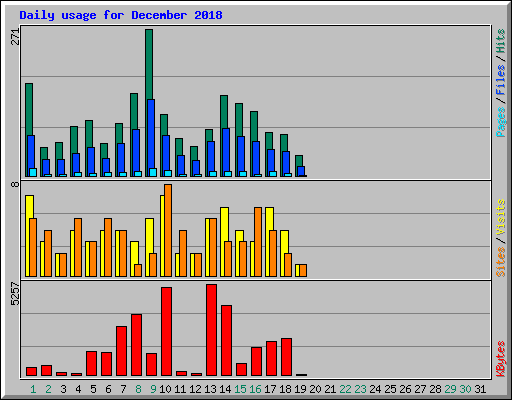 Daily usage for December 2018
271
Pages / Files / Hits
8
Sites / Visits
5257
KBytes
1 2 3 4 5 6 7 8 9 10 11 12 13 14 15 16 17 18 19 20 21 22 23 24 25 26 27 28 29 30 31